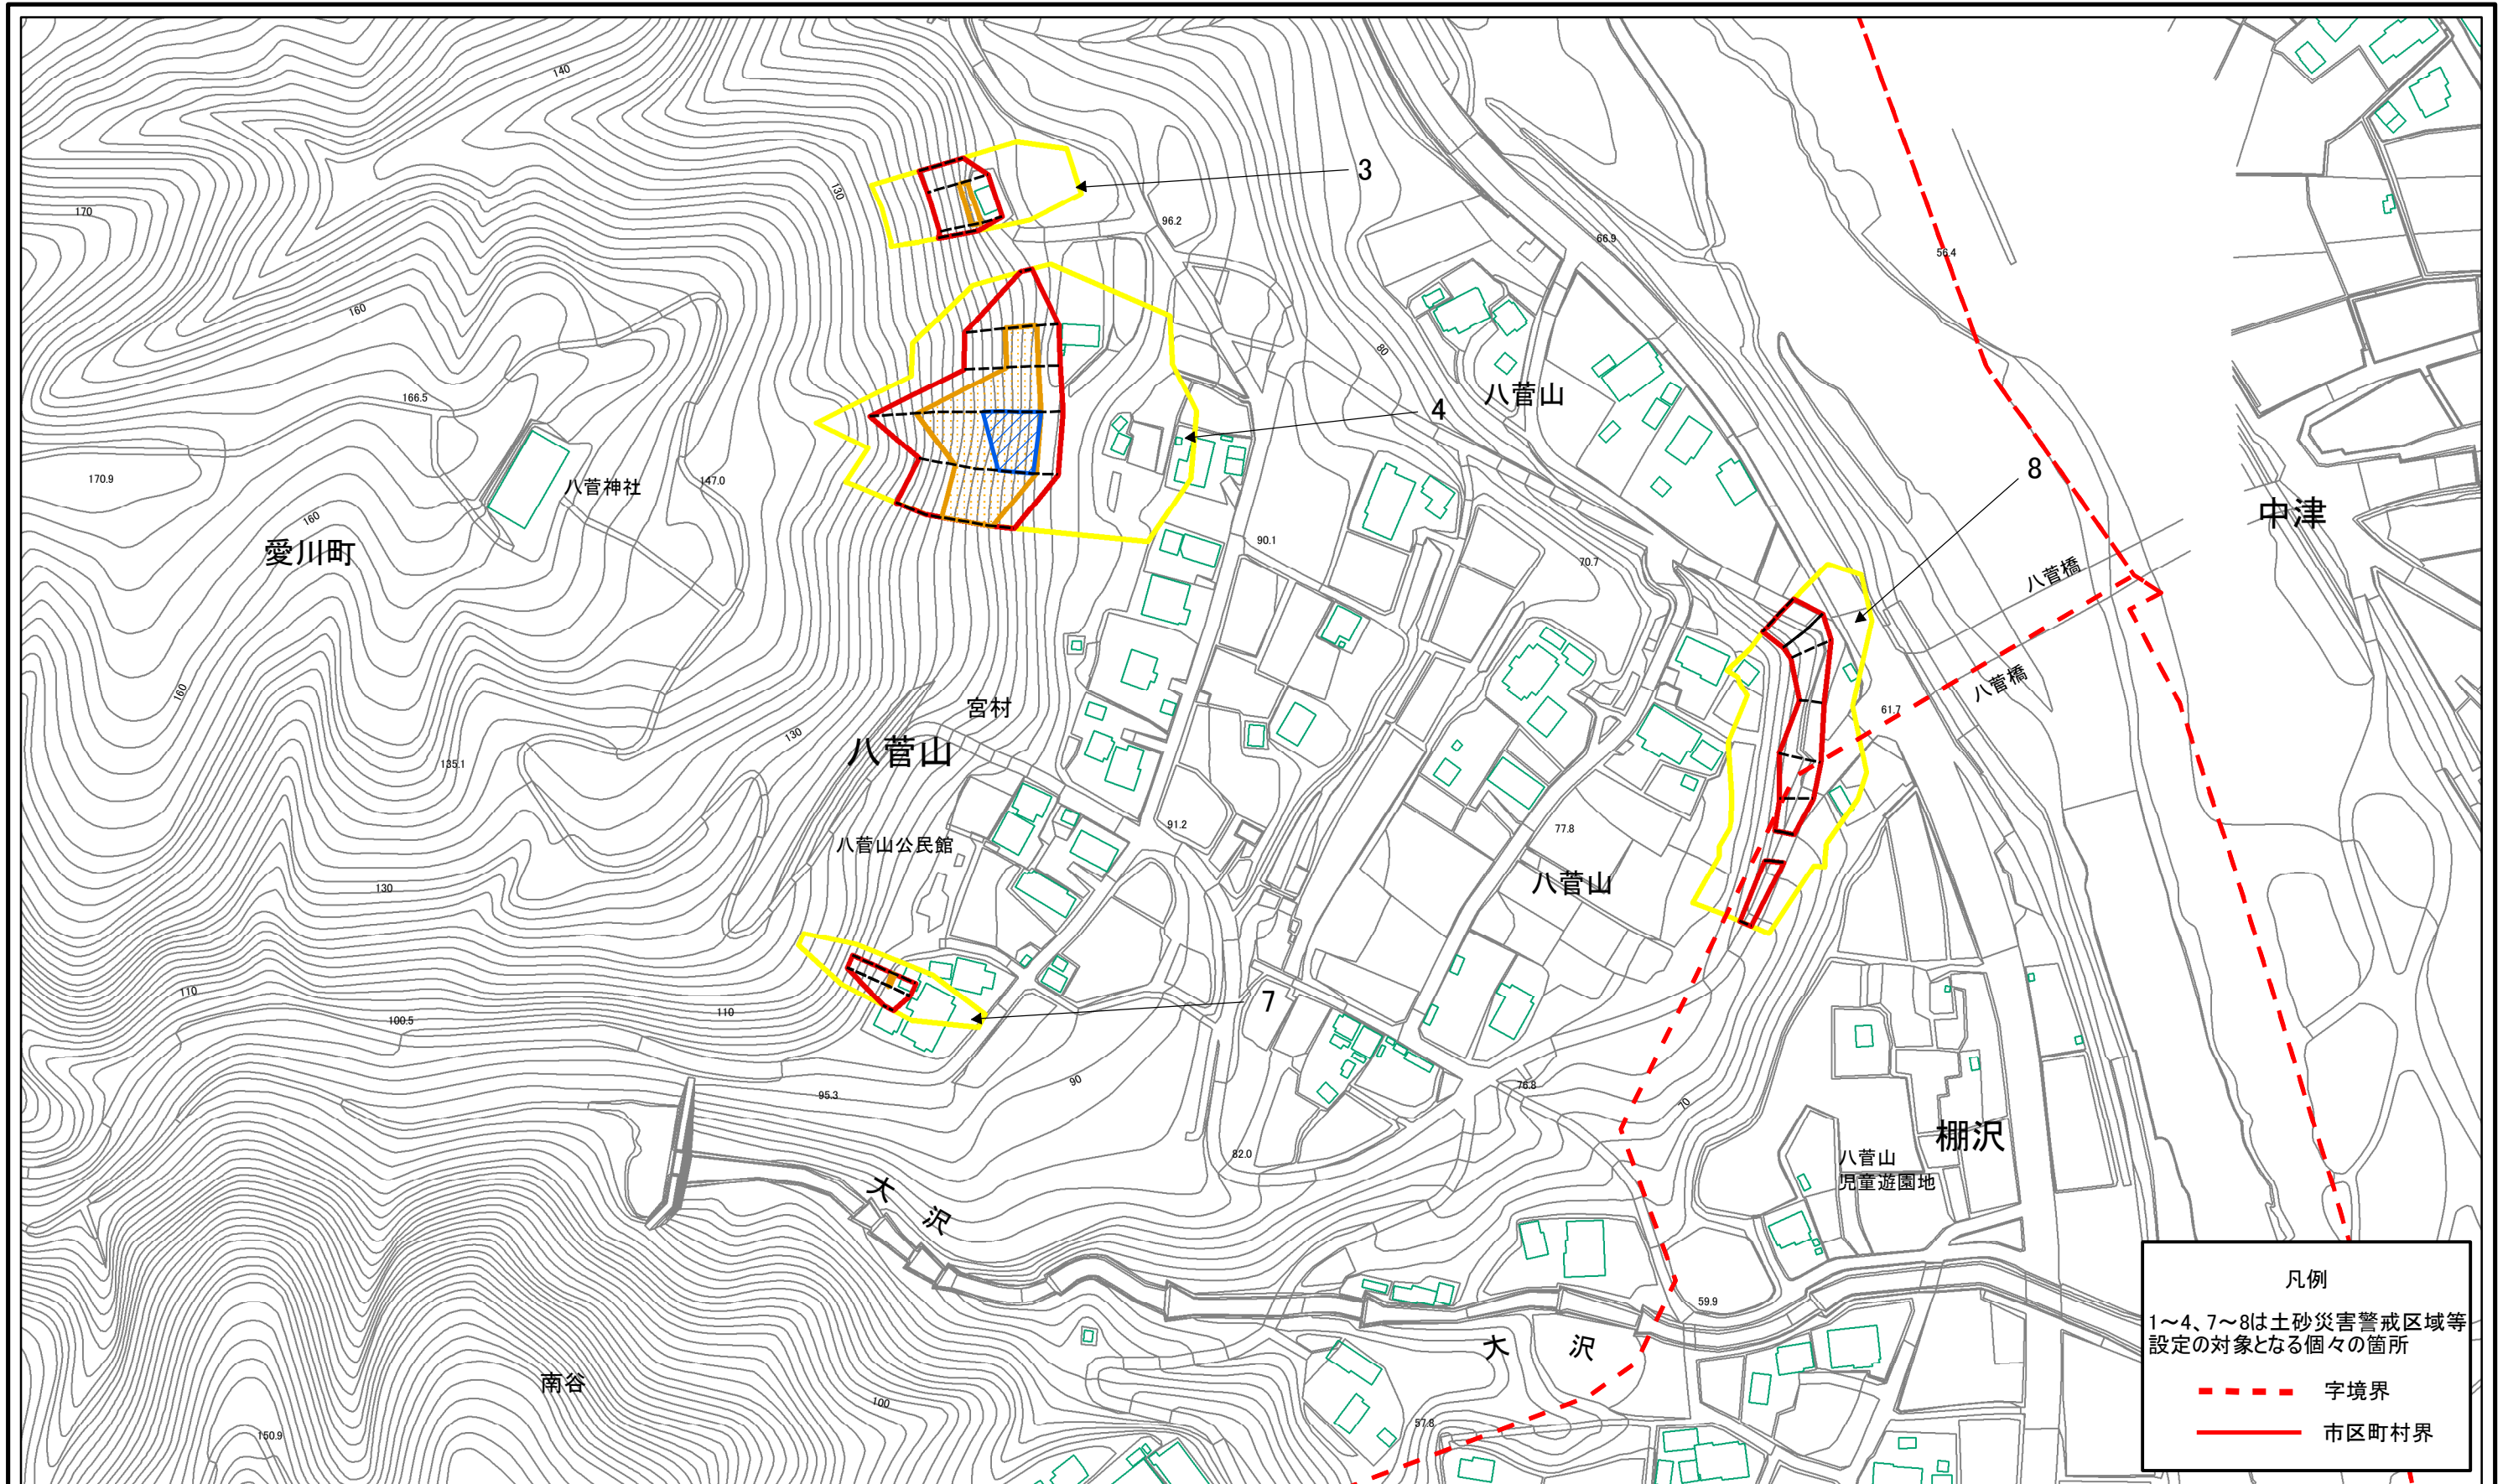 140
170
130
3
96.2
66.9
56.4
160
80
166.5
八菅山
4
8
170.9
八菅神社
147.0
160
中津
愛川町
90.1
70.7
八菅橋
160
宮村
八菅橋
61.7
130
八菅山
135.1
91.2
77.8
八菅山公民館
130
八菅山
110
7
110
100.5
90
95.3
76.8
70
82.0
棚沢
八菅山
児童遊園地
大
沢
凡例
59.9
1～4、7～8は土砂災害警戒区域等
設定の対象となる個々の箇所
大 沢
南谷
字境界
100
57.8
市区町村界
150.9